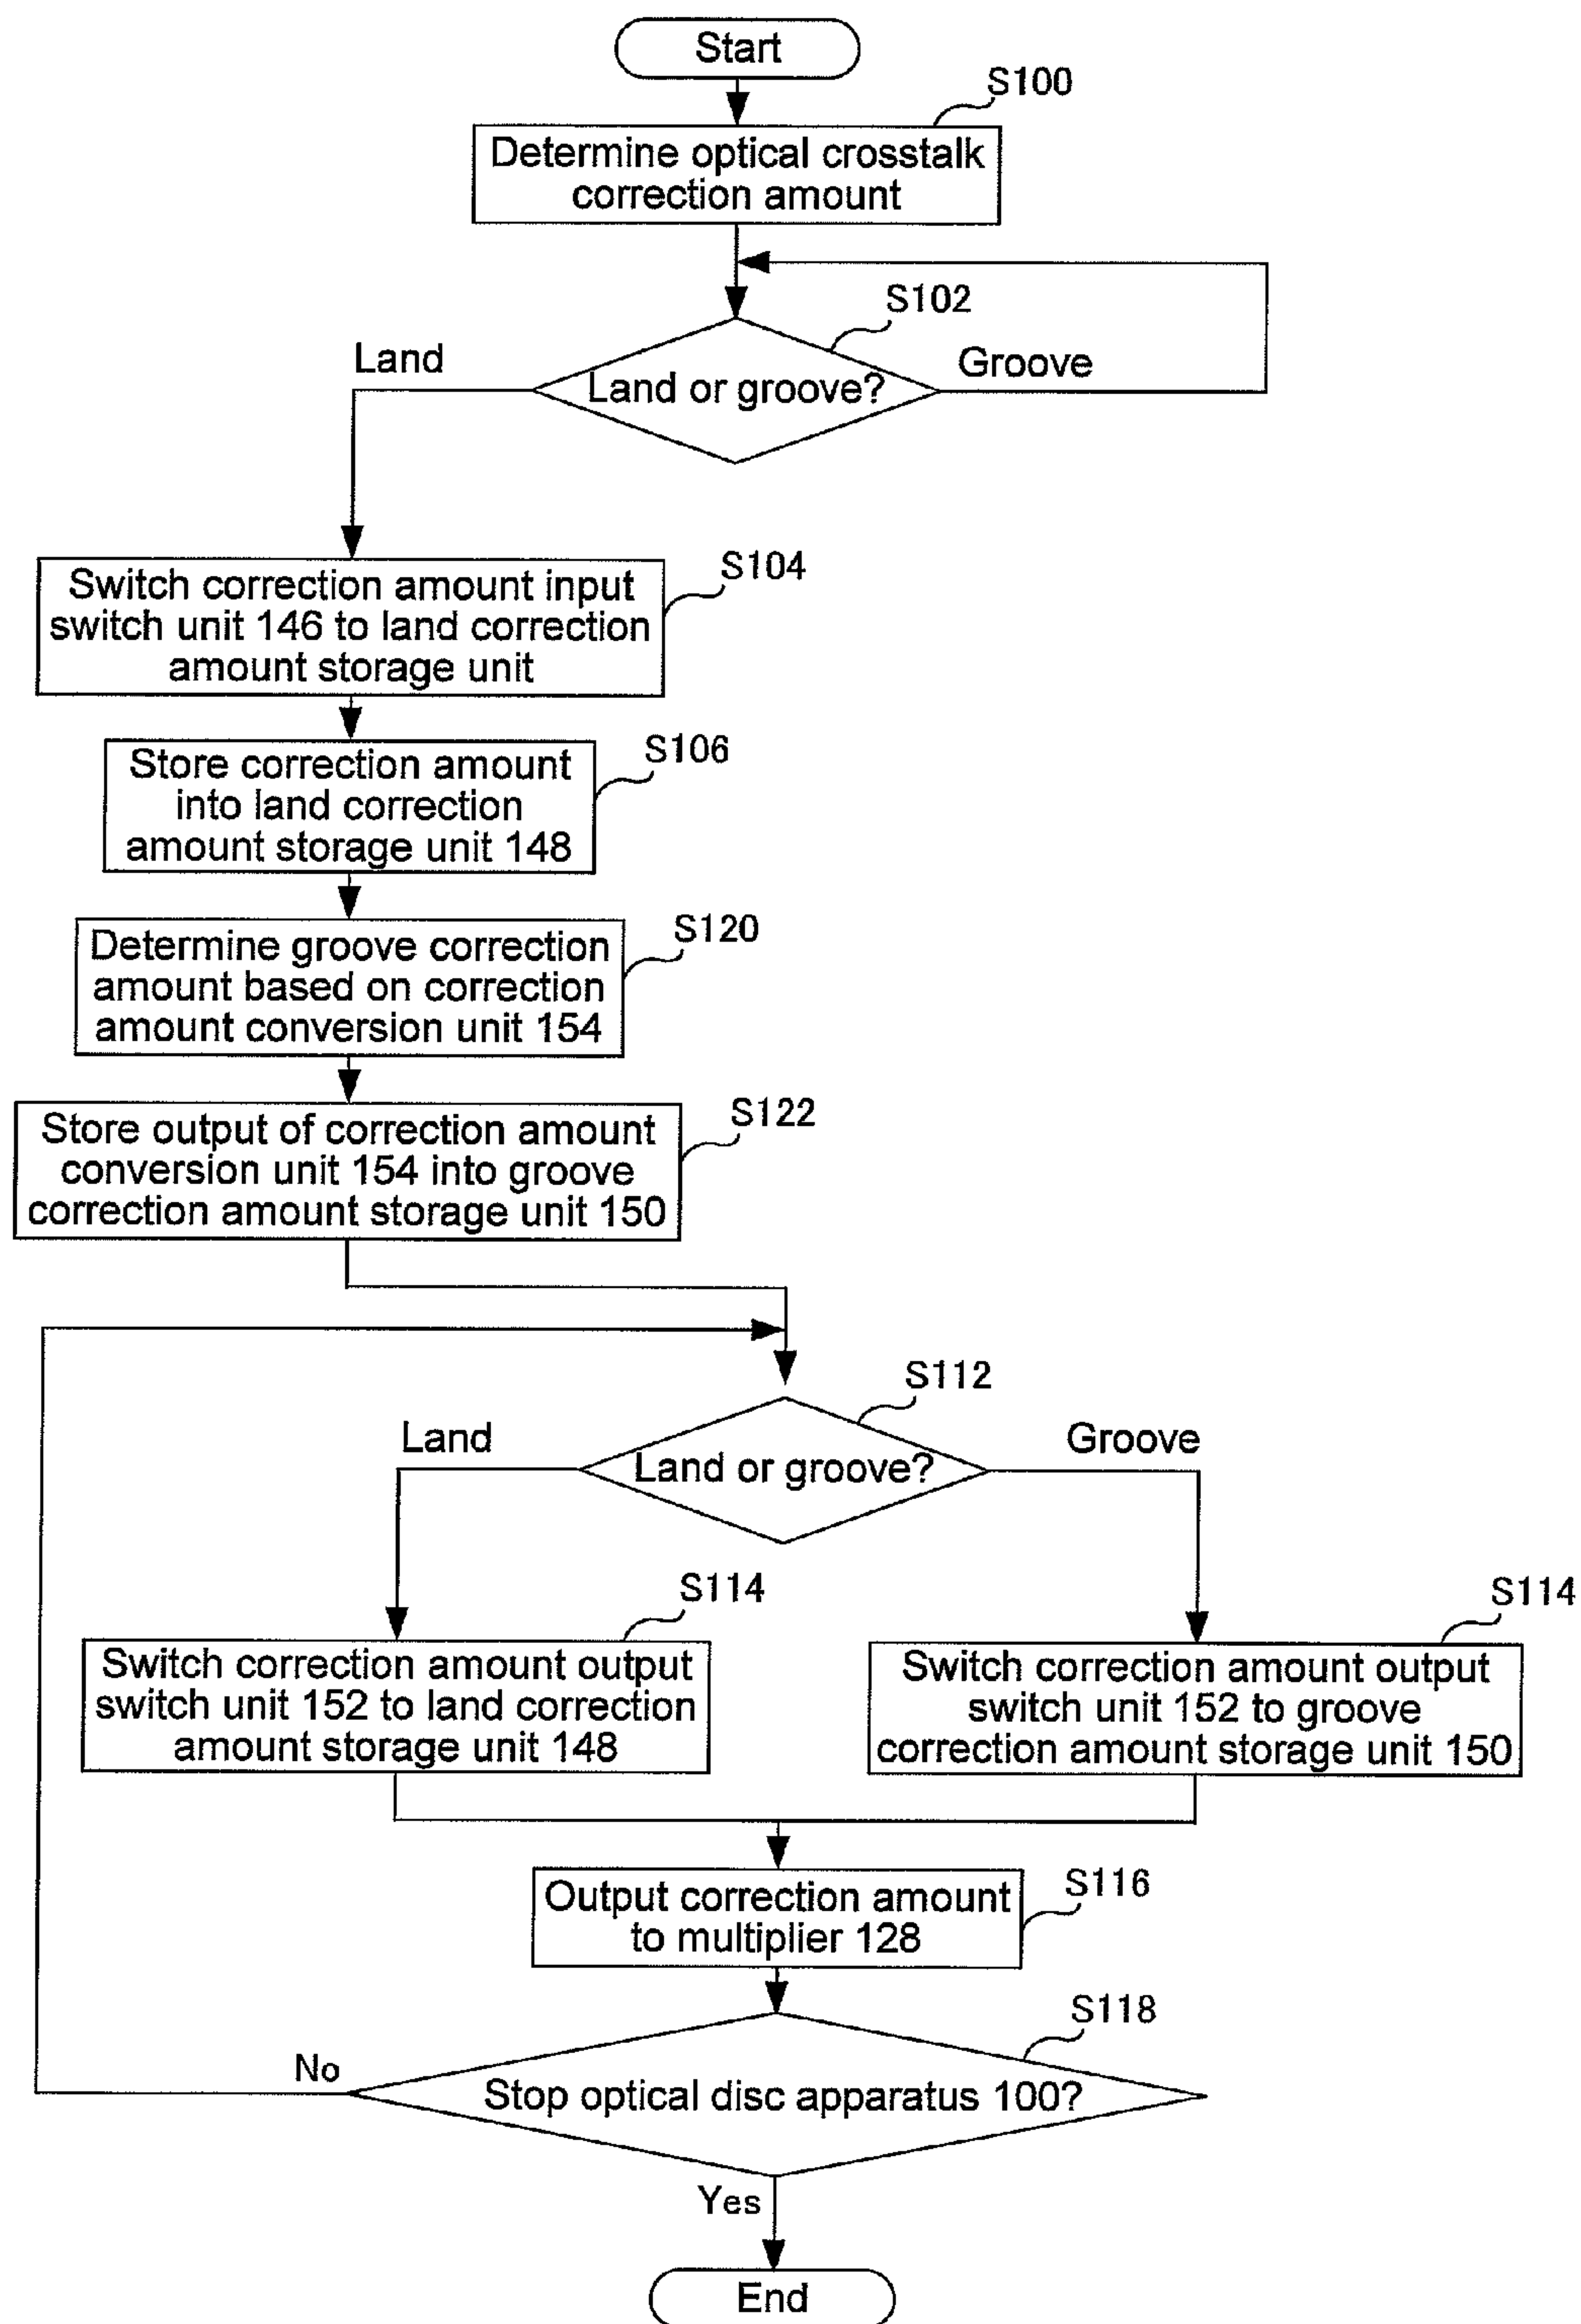 Start
S100
Determine optical crosstalk
correction amount
S102
Land
Land or groove?
Groove
S104
Switch correction amount input
switch unit 146 to land correction
amount storage unit
S106
Store correction amount
into land correction
amount storage unit 148
S120
Determine groove correction
amount based on correction
amount conversion unit 154
S122
Store output of correction amount
conversion unit 154 into groove
correction amount storage unit 150
S112
Land
Land or groove?
Groove
S114
Switch correction amount output
switch unit 152 to land correction
amount storage unit 148
S114
Switch correction amount output
switch unit 152 to groove
correction amount storage unit 150
S116
Output correction amount
to multiplier 128
S118
No
Stop optical disc apparatus 100?
Yes
End